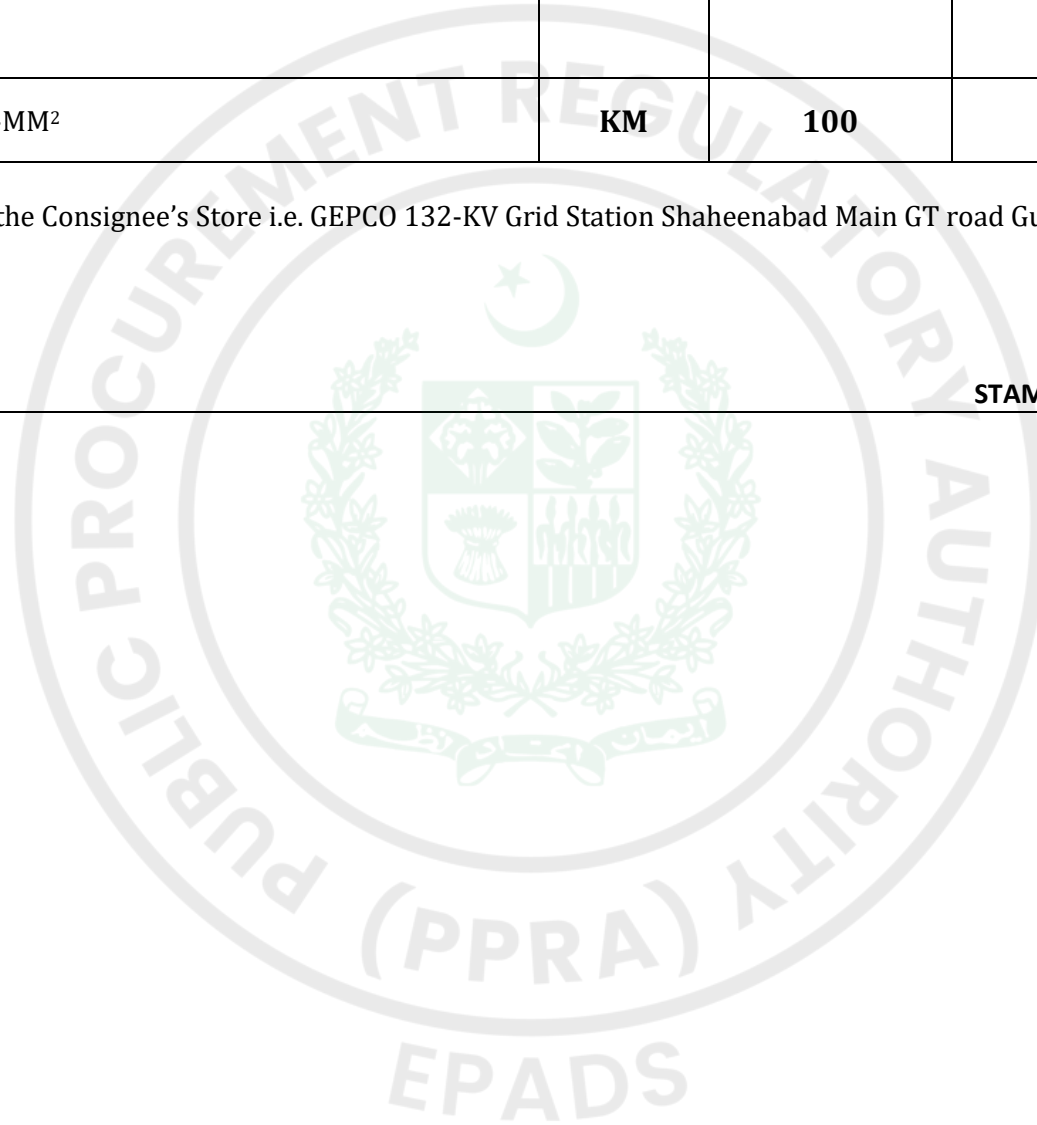 MM² KM 100
the Consignee's Store i.e. GEPCO 132-KV Grid Station Shaheenabad Main GT road Gu
STAM
PUBLIC PROCUREMENT REGULATORY AUTHORITY
(PPRA)
EPADS